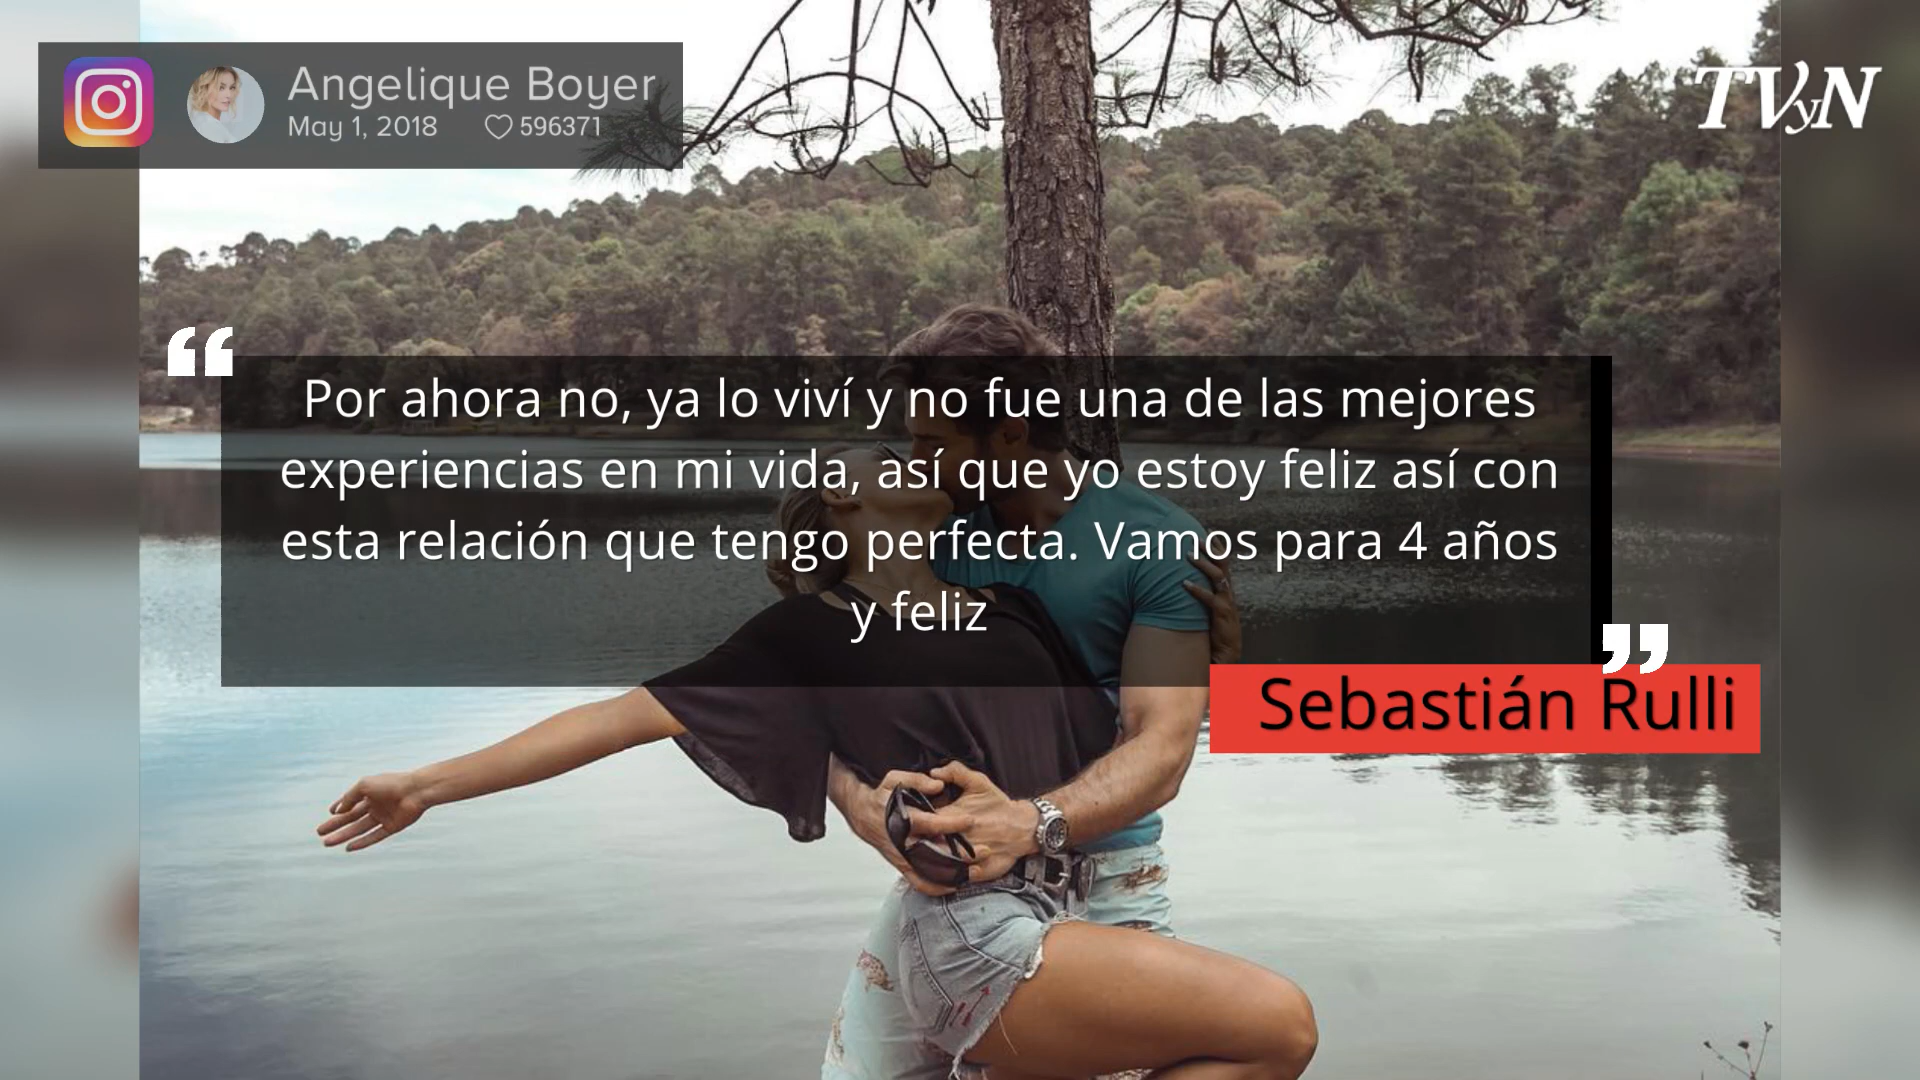 Angelique Boyer
May 1, 2018 596371
TVyN
“
Por ahora no, ya lo viví y no fue una de las mejores
experiencias en mi vida, así que yo estoy feliz así con
esta relación que tengo perfecta. Vamos para 4 años
y feliz
”
Sebastián Rulli